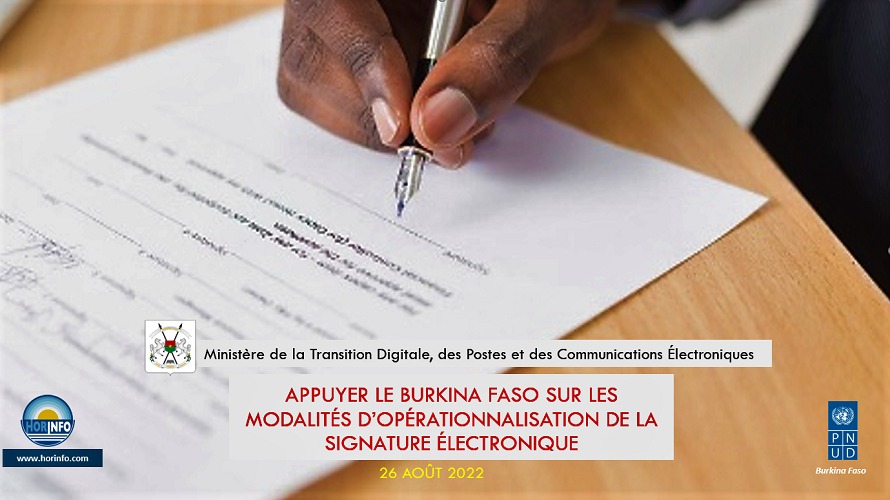 Ministère de la Transition Digitale, des Postes et des Communications Électroniques
APPUYER LE BURKINA FASO SUR LES
MODALITÉS D'OPÉRATIONNALISATION DE LA
SIGNATURE ÉLECTRONIQUE
26 AOÛT 2022
HORINFO
www.horinfo.com
P N
U D
Burkina Faso